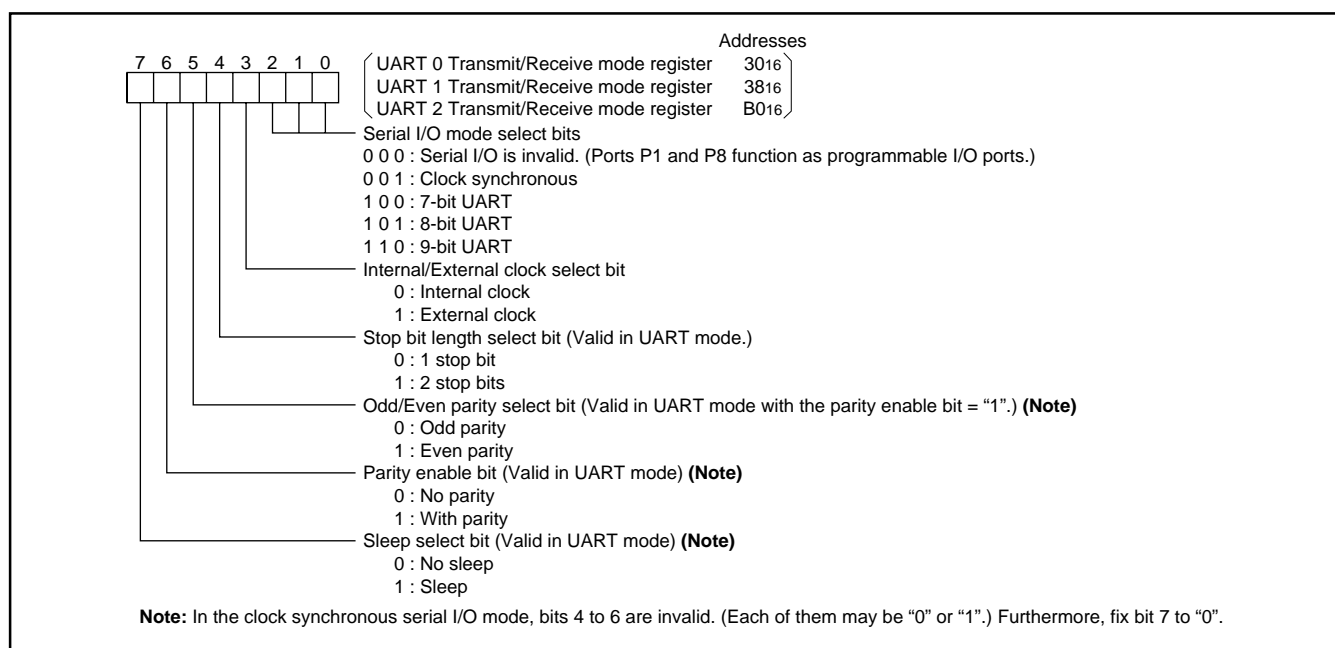 Addresses
7 6 5 4 3 2 1 0
UART 0 Transmit/Receive mode register 3016
UART 1 Transmit/Receive mode register 3816
UART 2 Transmit/Receive mode register B016
Serial I/O mode select bits
0 0 0 : Serial I/O is invalid. (Ports P1 and P8 function as programmable I/O ports.)
0 0 1 : Clock synchronous
1 0 0 : 7-bit UART
1 0 1 : 8-bit UART
1 1 0 : 9-bit UART
Internal/External clock select bit
0 : Internal clock
1 : External clock
Stop bit length select bit (Valid in UART mode.)
0 : 1 stop bit
1 : 2 stop bits
Odd/Even parity select bit (Valid in UART mode with the parity enable bit = “1”.) (Note)
0 : Odd parity
1 : Even parity
Parity enable bit (Valid in UART mode) (Note)
0 : No parity
1 : With parity
Sleep select bit (Valid in UART mode) (Note)
0 : No sleep
1 : Sleep
Note: In the clock synchronous serial I/O mode, bits 4 to 6 are invalid. (Each of them may be “0” or “1”.) Furthermore, fix bit 7 to “0”.